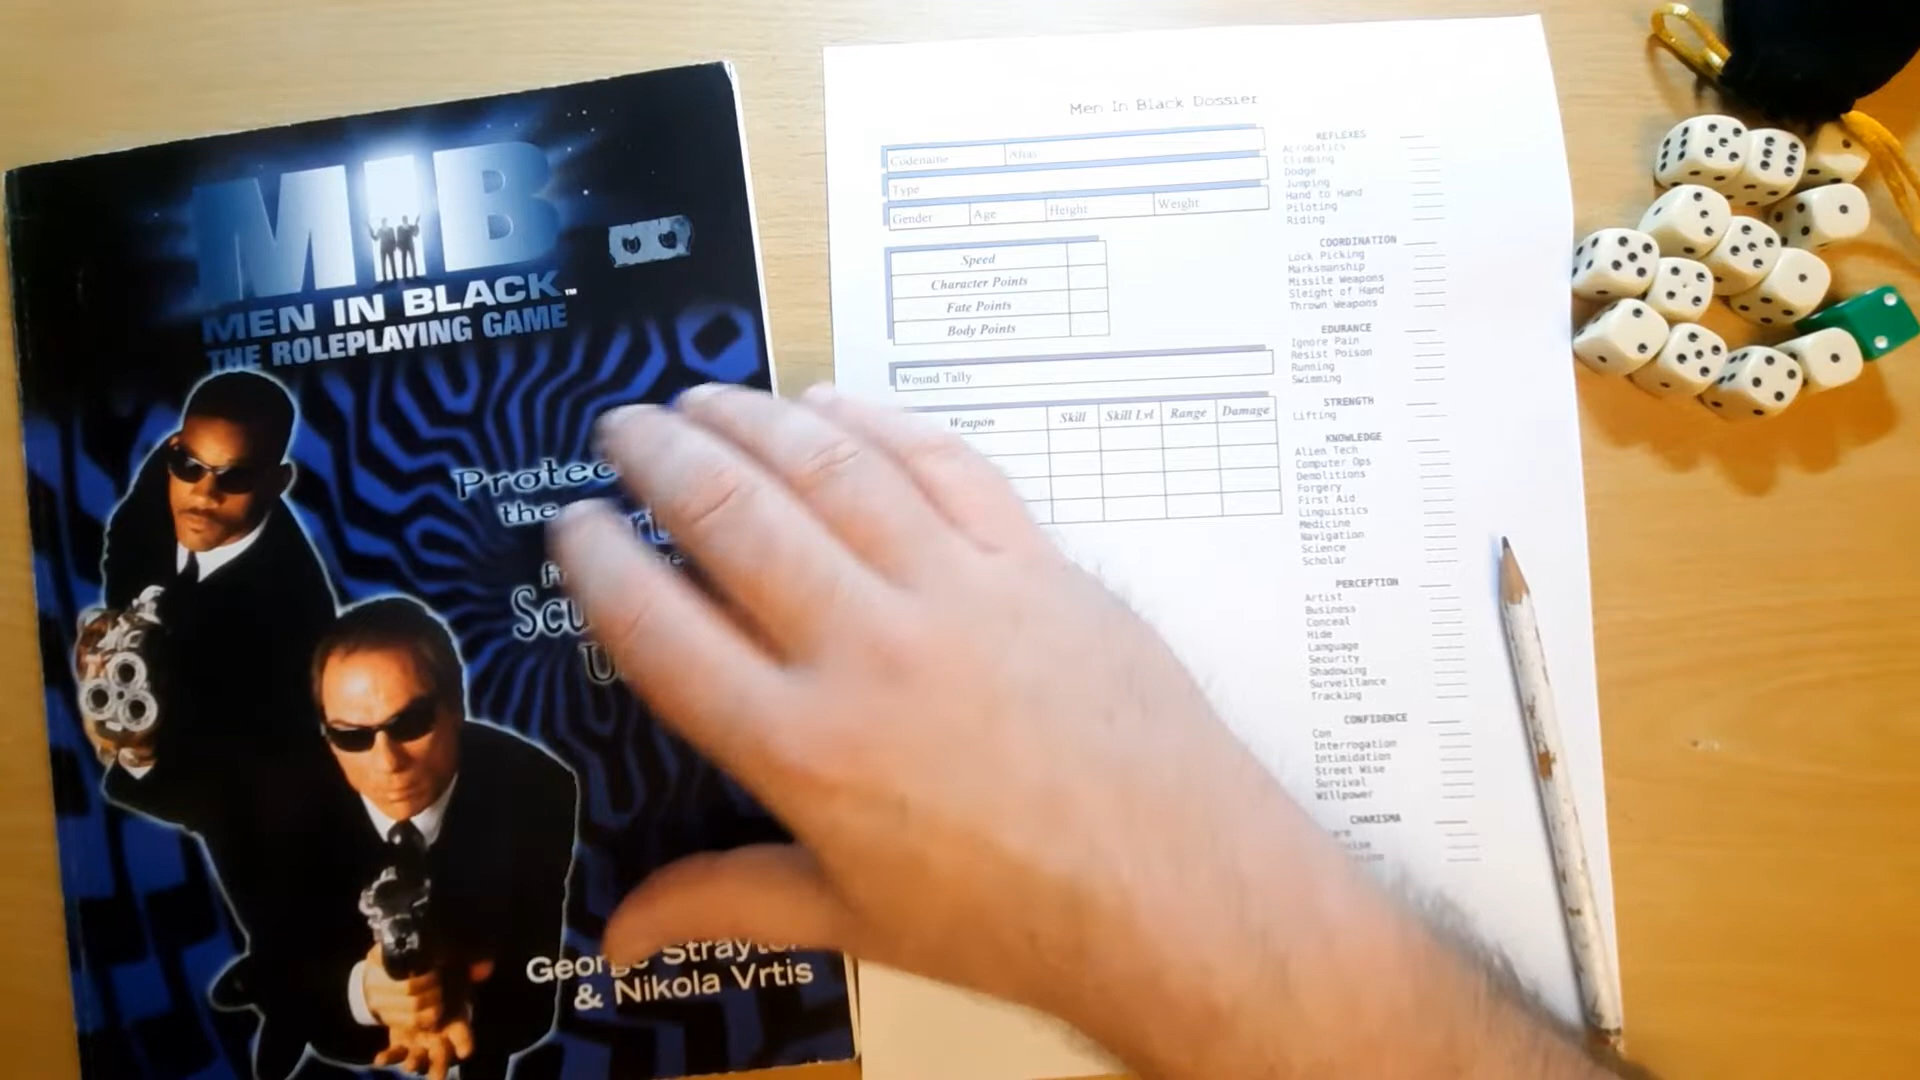 MIB
MEN IN BLACK™
THE ROLEPLAYING GAME
Protec
the
Scu
George Strayton
& Nikola Vrtis
Men In Black Dossier
Codename Alias
Type
Gender Age Height Weight
Speed
Character Points
Fate Points
Body Points
Wound Tally
Weapon Skill Skill Lvl Range Damage
REFLEXES
Acrobatics
Climbing
Dodge
Jumping
Hand to Hand
Piloting
Riding
COORDINATION
Lock Picking
Marksmanship
Missile Weapons
Sleight of Hand
Thrown Weapons
EDURANCE
Ignore Pain
Resist Poison
Running
Swimming
STRENGTH
Lifting
KNOWLEDGE
Alien Tech
Computer Ops
Demolitions
Forgery
First Aid
Linguistics
Medicine
Navigation
Science
Scholar
PERCEPTION
Artist
Business
Conceal
Hide
Language
Security
Shadowing
Surveillance
Tracking
CONFIDENCE
Con
Interrogation
Intimidation
Street Wise
Survival
Willpower
CHARISMA